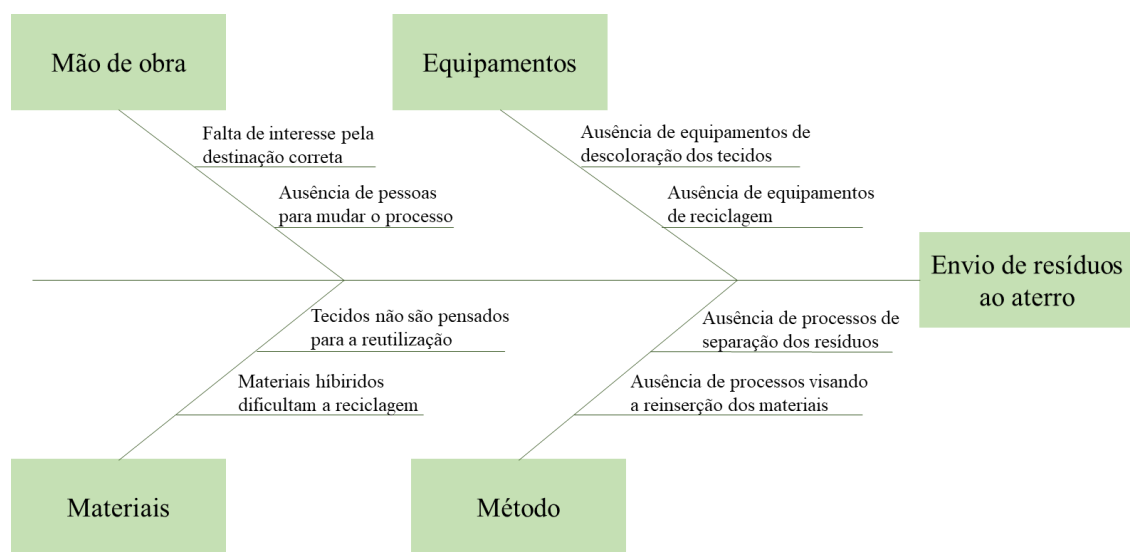 Mão de obra
Equipamentos
Falta de interesse pela
destinação correta
Ausência de pessoas
para mudar o processo
Ausência de equipamentos de
descoloração dos tecidos
Ausência de equipamentos
de reciclagem
Envio de resíduos
ao aterro
Tecidos não são pensados
para a reutilização
Materiais híbiridos
dificultam a reciclagem
Ausência de processos de
separação dos resíduos
Ausência de processos visando
a reinserção dos materiais
Materiais
Método